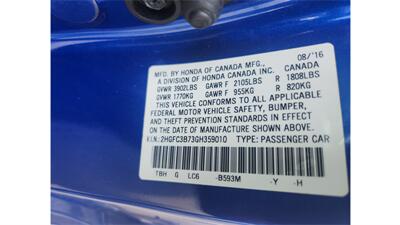 MFD. BY HONDA OF CANADA MFG., 08/'16
A DIVISION OF HONDA CANADA INC. CANADA
GVWR 3902LBS GAWR F 2105LBS R 1808LBS
GVWR 1770KG GAWR F 955KG R 820KG
THIS VEHICLE CONFORMS TO ALL APPLICABLE
FEDERAL MOTOR VEHICLE SAFETY, BUMPER,
AND THEFT PREVENTION STANDARDS IN EFFECT
ON THE DATE OF MANUFACTURE SHOWN ABOVE.
V.I.N.: 2HGFC3B73GH359010 TYPE: PASSENGER CAR
TBH G LC6 -B593M -Y -H